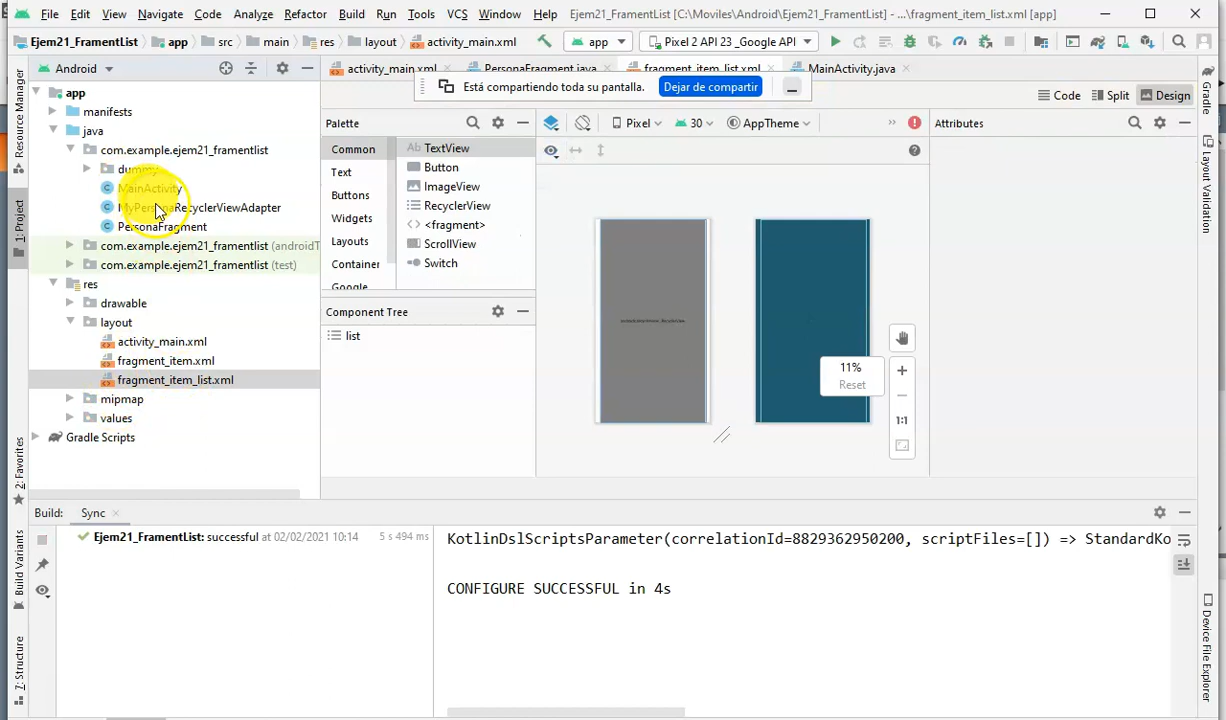 File Edit View Navigate Code Analyze Refactor Build Run Tools VCS Window Help Ejem21_FramentList [C:\Moviles\Android\Ejem21_FramentList] - ...\fragment_item_list.xml [app]
Ejem21_FramentList app src main res layout activity_main.xml app Pixel 2 API 23 _Google API
Android activity_main.xml PersonaFragment.java fragment_item_list.xml MainActivity.java
Está compartiendo toda su pantalla. Dejar de compartir
Code Split Design
Resource Manager
1: Project
2: Favorites
Build Variants
7: Structure
app
manifests
java
com.example.ejem21_framentlist
dummy
MainActivity
MyPersonaRecyclerViewAdapter
PersonaFragment
com.example.ejem21_framentlist (androidT
com.example.ejem21_framentlist (test)
res
drawable
layout
activity_main.xml
fragment_item.xml
fragment_item_list.xml
mipmap
values
Gradle Scripts
Palette
Common
Text
Buttons
Widgets
Layouts
Container
Google
Ab TextView
Button
ImageView
RecyclerView
<fragment>
ScrollView
Switch
Component Tree
list
Pixel 30 AppTheme
11%
Reset
1:1
Attributes
Gradle
Layout Validation
Device File Explorer
Build: Sync
Ejem21_FramentList: successful at 02/02/2021 10:14 5 s 494 ms
KotlinDslScriptsParameter(correlationId=8829362950200, scriptFiles=[]) => StandardKo
CONFIGURE SUCCESSFUL in 4s